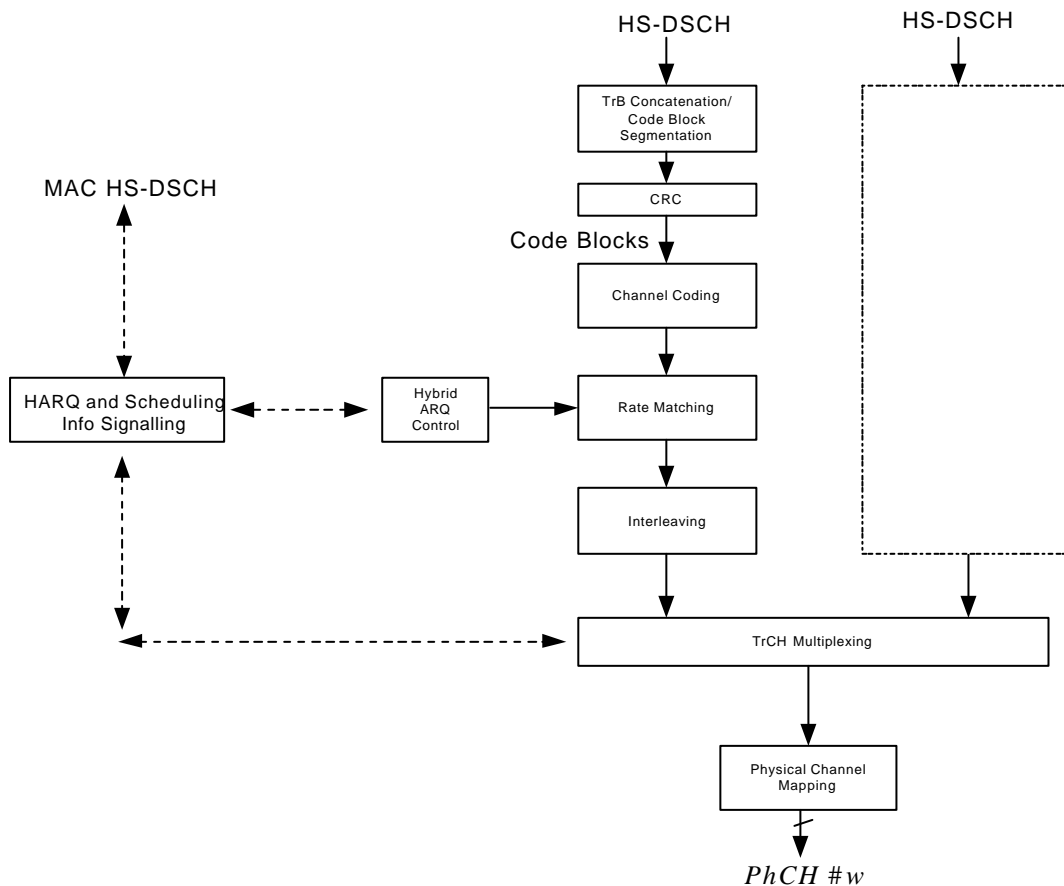 HS-DSCH
HS-DSCH
TrB Concatenation/
Code Block
Segmentation
MAC HS-DSCH
CRC
Code Blocks
Channel Coding
HARQ and Scheduling
Info Signalling
Hybrid
ARQ
Control
Rate Matching
Interleaving
TrCH Multiplexing
Physical Channel
Mapping
PhCH #w